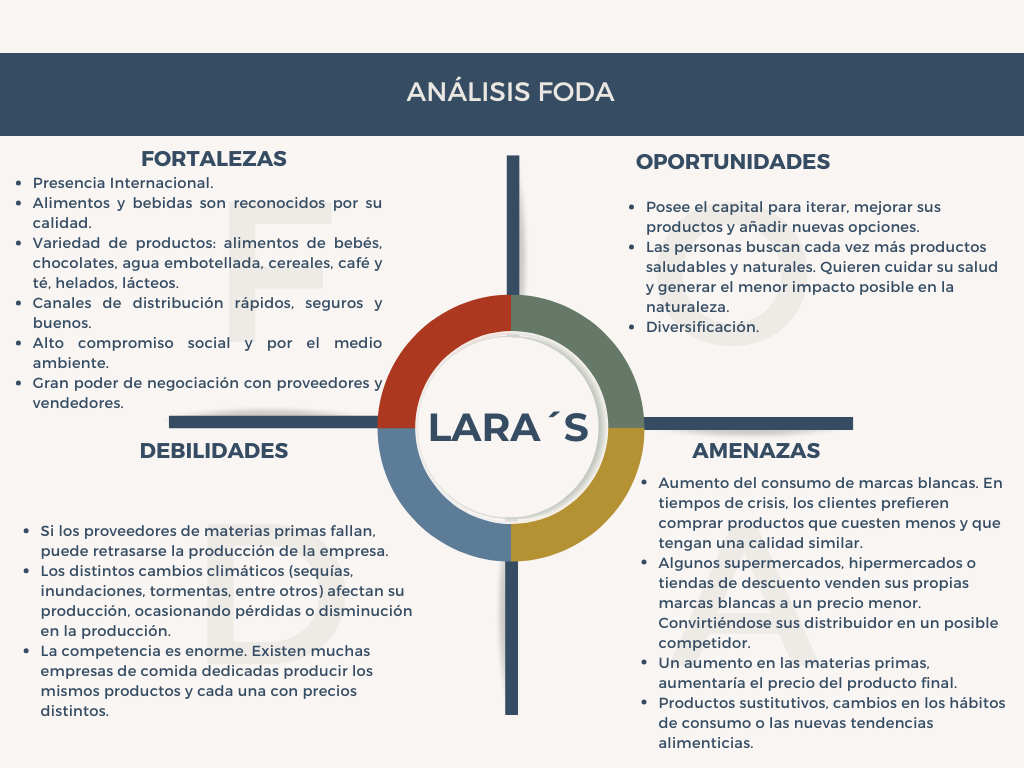 ANÁLISIS FODA
FORTALEZAS
• Presencia Internacional.
• Alimentos y bebidas son reconocidos por su
calidad.
• Variedad de productos: alimentos de bebés,
chocolates, agua embotellada, cereales, café y
té, helados, lácteos.
• Canales de distribución rápidos, seguros y
buenos.
• Alto compromiso social y por el medio
ambiente.
• Gran poder de negociación con proveedores y
vendedores.
F
OPORTUNIDADES
• Posee el capital para iterar, mejorar sus
productos y añadir nuevas opciones.
• Las personas buscan cada vez más productos
saludables y naturales. Quieren cuidar su salud
y generar el menor impacto posible en la
naturaleza.
• Diversificación.
O
LARA´S
DEBILIDADES
• Si los proveedores de materias primas fallan,
puede retrasarse la producción de la empresa.
• Los distintos cambios climáticos (sequías,
inundaciones, tormentas, entre otros) afectan su
producción, ocasionando pérdidas o disminución
en la producción.
• La competencia es enorme. Existen muchas
empresas de comida dedicadas producir los
mismos productos y cada una con precios
distintos.
D
AMENAZAS
• Aumento del consumo de marcas blancas. En
tiempos de crisis, los clientes prefieren
comprar productos que cuesten menos y que
tengan una calidad similar.
• Algunos supermercados, hipermercados o
tiendas de descuento venden sus propias
marcas blancas a un precio menor.
Convirtiéndose sus distribuidor en un posible
competidor.
• Un aumento en las materias primas,
aumentaría el precio del producto final.
• Productos sustitutivos, cambios en los hábitos
de consumo o las nuevas tendencias
alimenticias.
A